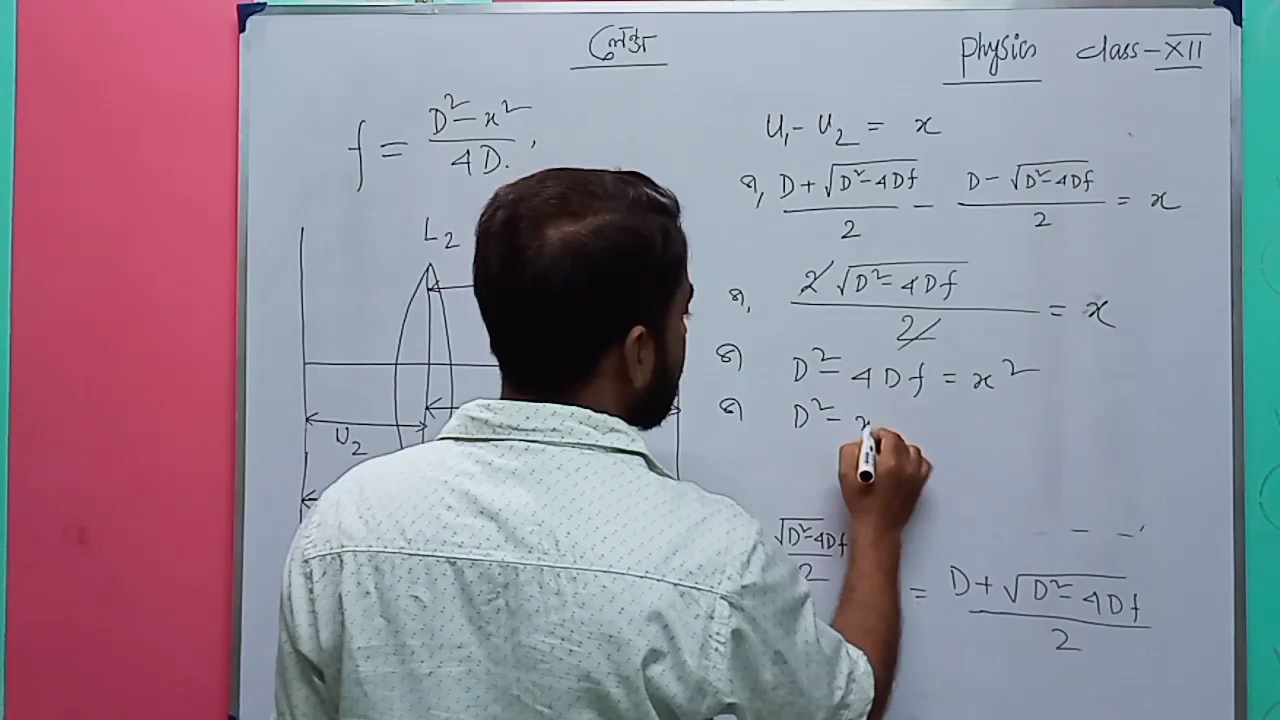 লেন্স
Physics Class-XII
f = (D² - x²) / 4D.
L₂
U₂
U₁ - U₂ = x
বা, (D + √(D² - 4Df)) / 2 - (D - √(D² - 4Df)) / 2 = x
বা, 2√(D² - 4Df) / 2 = x
বা D² - 4Df = x²
বা D² -
√(D² - 4Df) / 2
= (D + √(D² - 4Df)) / 2